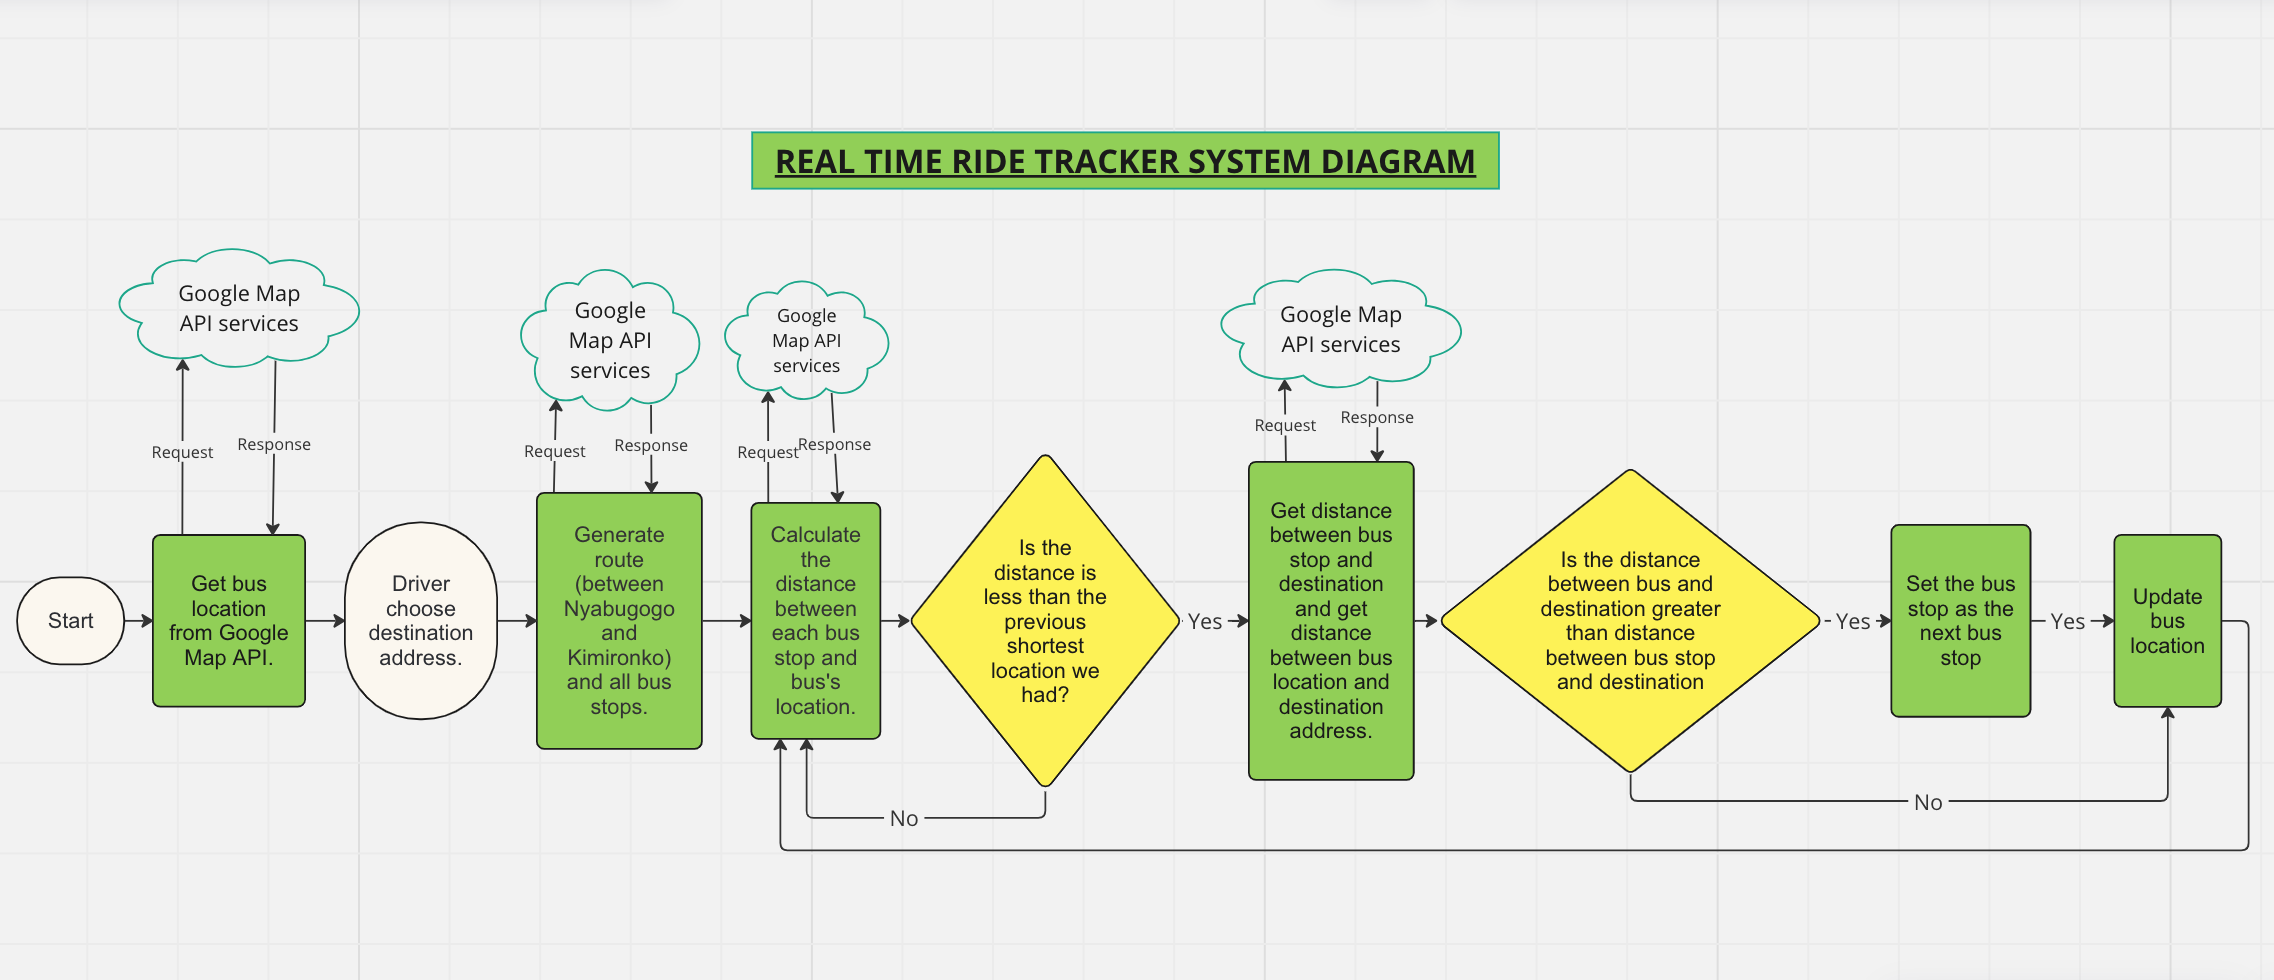 REAL TIME RIDE TRACKER SYSTEM DIAGRAM
Google Map
API services
Request
Response
Google
Map API
services
Request
Response
Google
Map API
services
Request
Response
Google Map
API services
Request
Response
Start
Get bus
location
from Google
Map API.
Driver
choose
destination
address.
Generate
route
(between
Nyabugogo
and
Kimironko)
and all bus
stops.
Calculate
the
distance
between
each bus
stop and
bus's
location.
Is the
distance is
less than the
previous
shortest
location we
had?
Yes
No
Get distance
between bus
stop and
destination
and get
distance
between bus
location and
destination
address.
Is the distance
between bus and
destination greater
than distance
between bus stop
and destination
Yes
No
Set the bus
stop as the
next bus
stop
Yes
Update
bus
location